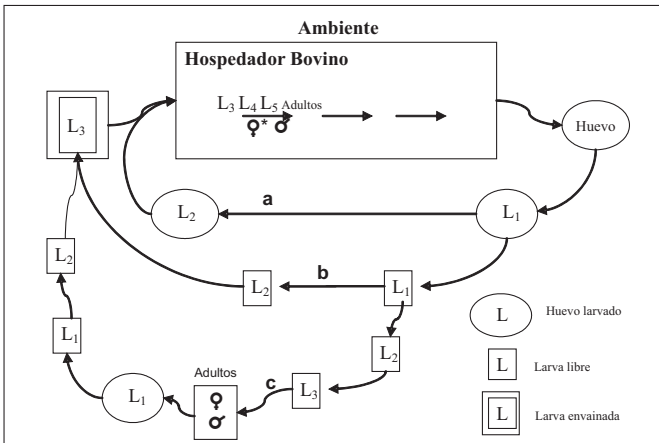 Ambiente
Hospedador Bovino
L3 L4 L5 Adultos
♀* ♂
L3
Huevo
a
L2
L1
L2
b
L2
L1
L1
L2
Adultos
c
L3
L1
♀
♂
L
Huevo larvado
L
Larva libre
L
Larva envainada